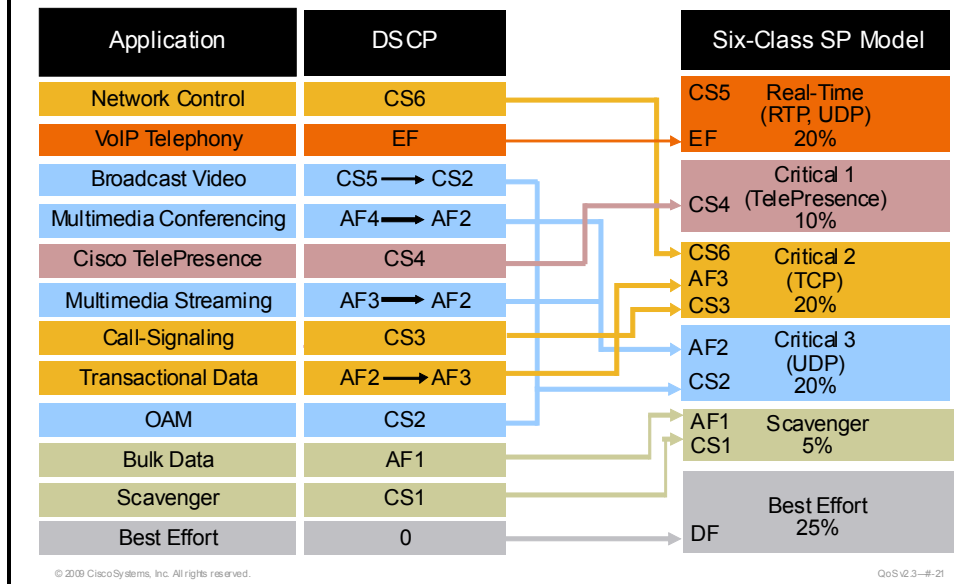 Application
DSCP
Six-Class SP Model
Network Control
CS6
VoIP Telephony
EF
Broadcast Video
CS5 → CS2
Multimedia Conferencing
AF4 → AF2
Cisco TelePresence
CS4
Multimedia Streaming
AF3 → AF2
Call-Signaling
CS3
Transactional Data
AF2 → AF3
OAM
CS2
Bulk Data
AF1
Scavenger
CS1
Best Effort
0
CS5
Real-Time
(RTP, UDP)
EF
20%
Critical 1
CS4
(TelePresence)
10%
CS6
Critical 2
AF3
(TCP)
CS3
20%
Critical 3
AF2
(UDP)
CS2
20%
AF1
Scavenger
CS1
5%
Best Effort
25%
DF
© 2009 Cisco Systems, Inc. All rights reserved.
QoS v2.3—#-21